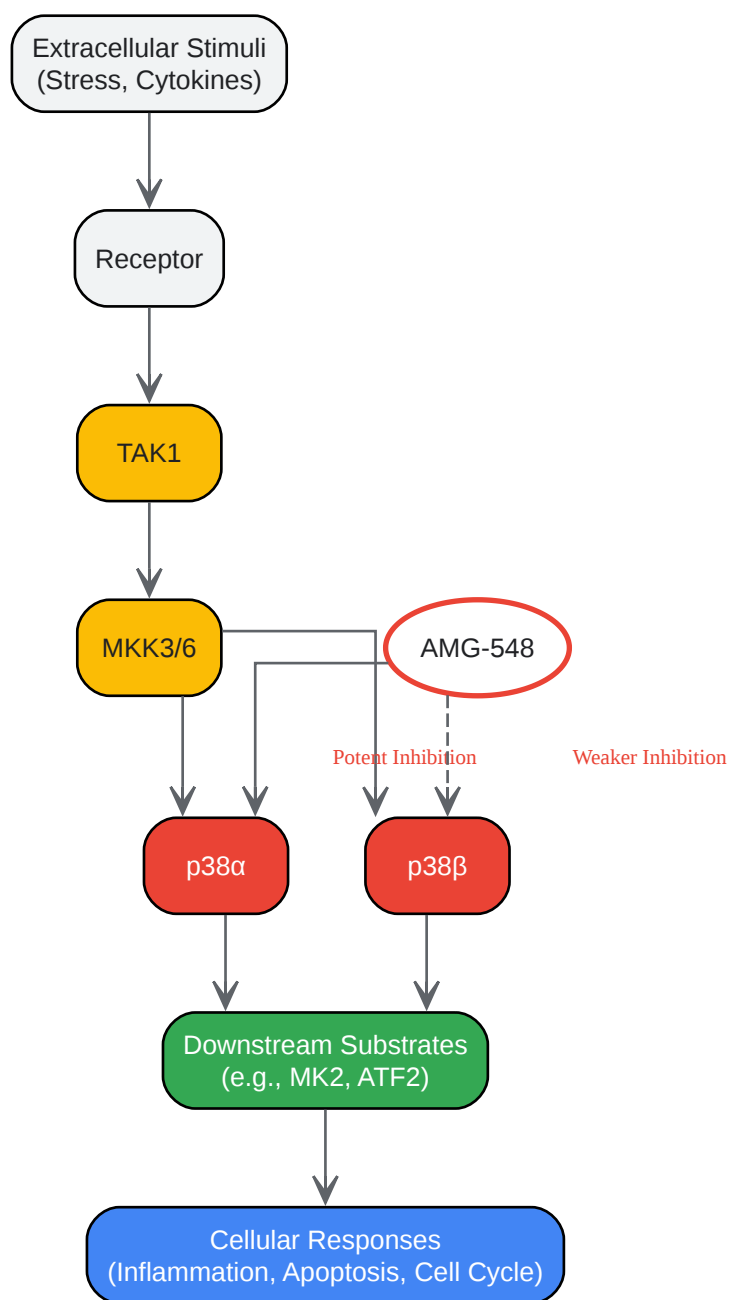 Extracellular Stimuli
(Stress, Cytokines)
Receptor
TAK1
MKK3/6
AMG-548
Potent Inhibition
Weaker Inhibition
p38α
p38β
Downstream Substrates
(e.g., MK2, ATF2)
Cellular Responses
(Inflammation, Apoptosis, Cell Cycle)